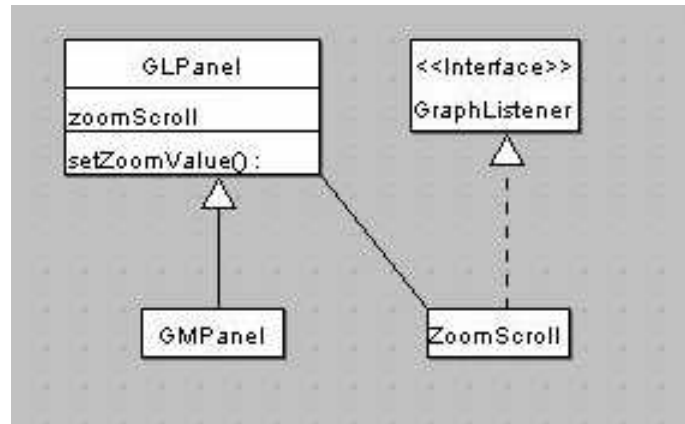 GLPanel
zoomScroll
setZoomValue() :
<<Interface>>
GraphListener
GMPanel
ZoomScroll